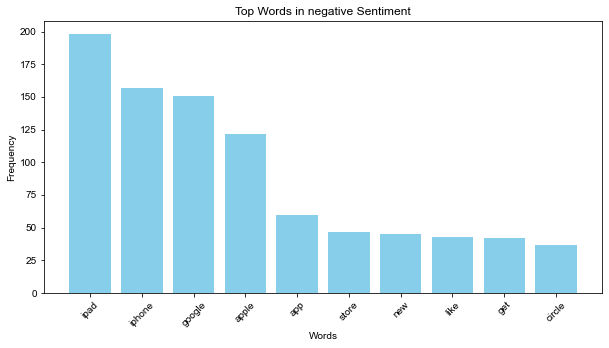 Top Words in negative Sentiment
200
175
150
125
100
75
50
25
0
Frequency
ipad
iphone
google
apple
app
store
new
like
get
circle
Words